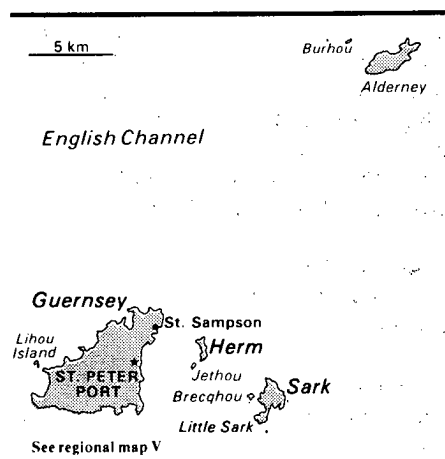 5 km
Burhou
Alderney
English Channel
Guernsey
St. Sampson
Lihou
Island
Herm
ST. PETER
PORT
Jethou
Brecqhou
Sark
Little Sark
See regional map V